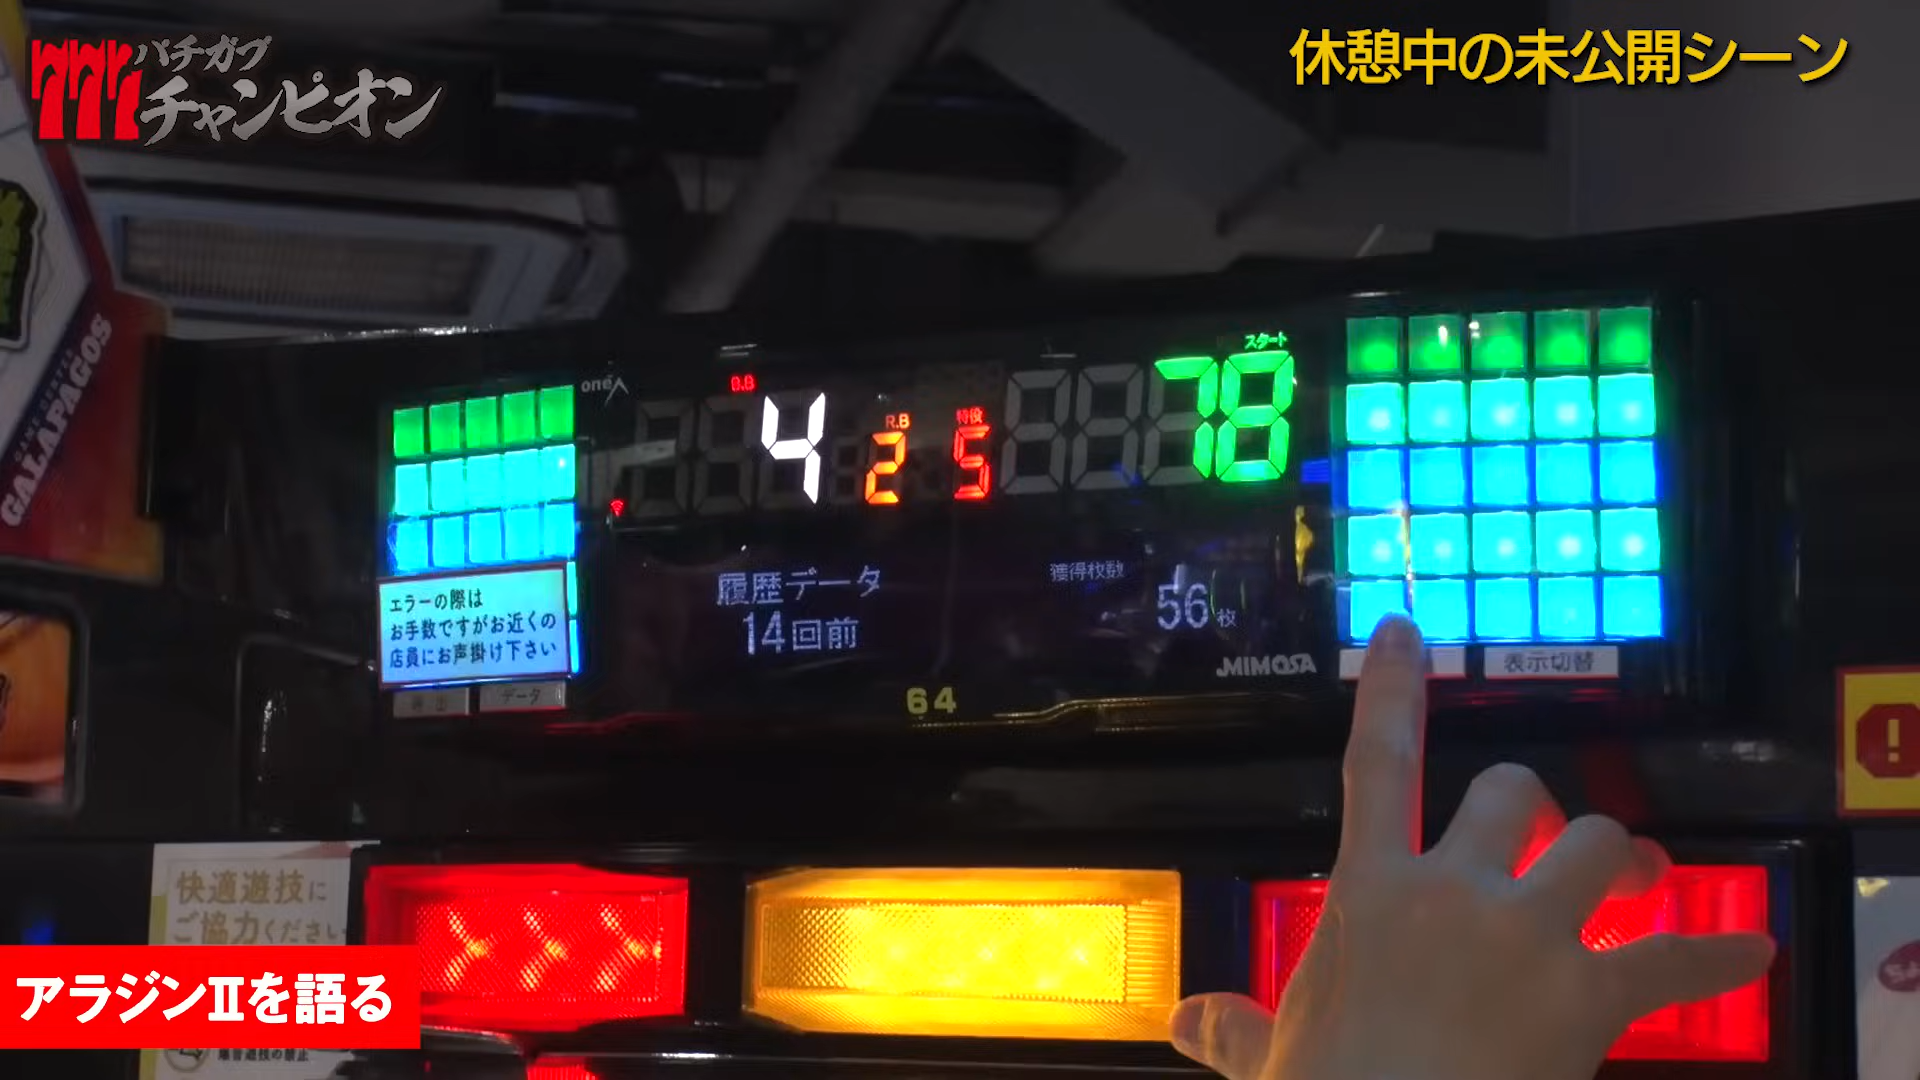 777
パチガブ
チャンピオン
休憩中の未公開シーン
GAME CENTER
GALAPAGOS
oneA
B.B
4
R.B
2
特役
5
スタート
78
エラーの際は
お手数ですがお近くの
店員にお声掛け下さい
履歴データ
14回前
獲得枚数
56枚
MIMOSA
データ
表示切替
64
快適遊技に
ご協力ください
アラジンⅡを語る
!